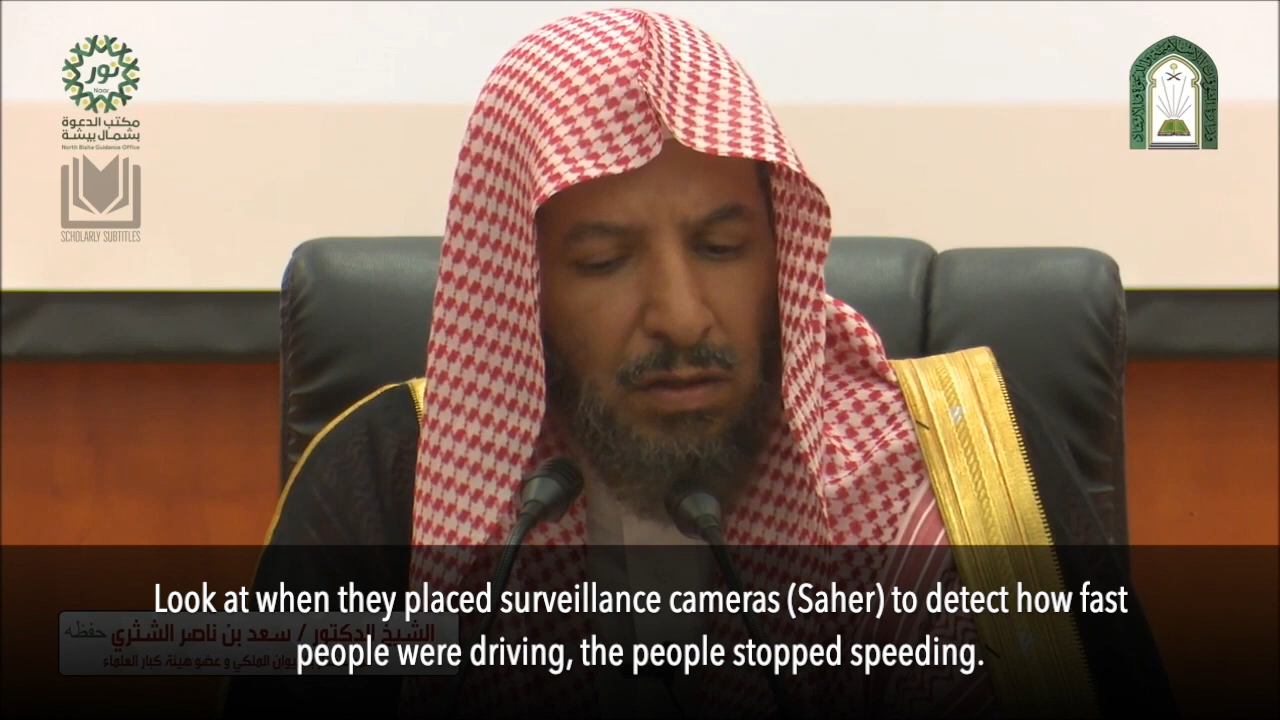 نور
Noor
مكتب الدعوة
بشمال بيشة
North Bisha Guidance Office
SCHOLARLY SUBTITLES
Look at when they placed surveillance cameras (Saher) to detect how fast
people were driving, the people stopped speeding.
الشيخ الدكتور / سعد بن ناصر الشثري حفظه
وان الملكي و عضو هيئة كبار العلماء